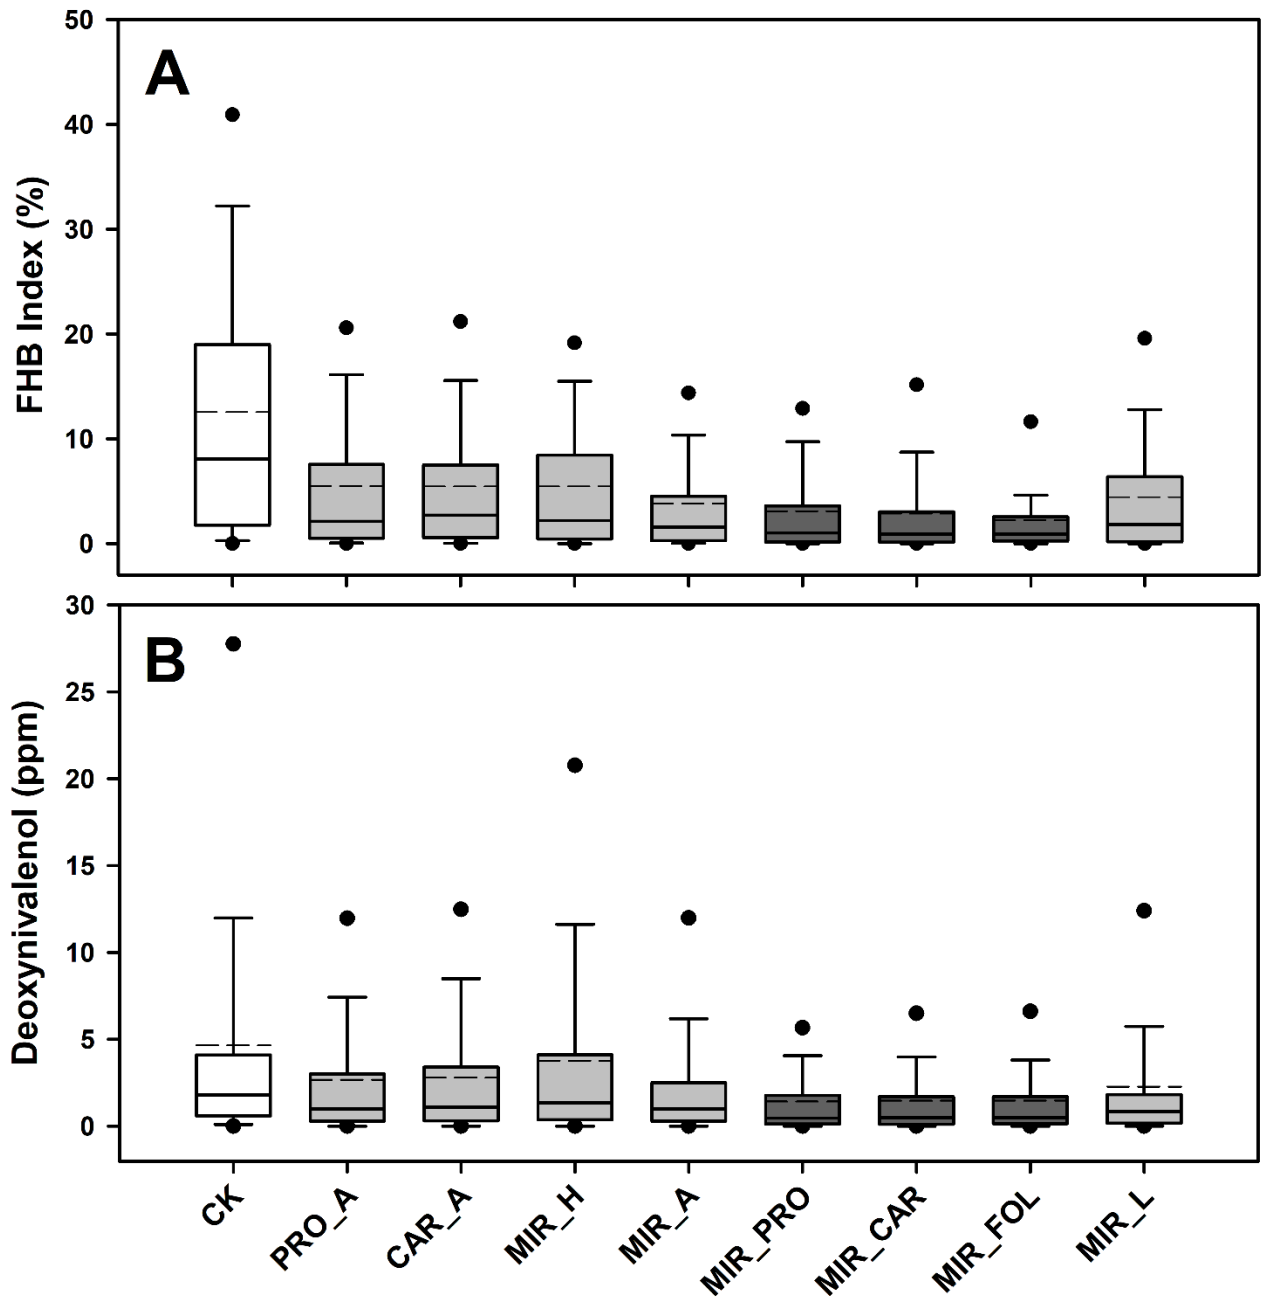 A
FHB Index (%)
50
40
30
20
10
0
B
Deoxynivalenol (ppm)
30
25
20
15
10
5
0
CK
PRO_A
CAR_A
MIR_H
MIR_A
MIR_PRO
MIR_CAR
MIR_FOL
MIR_L